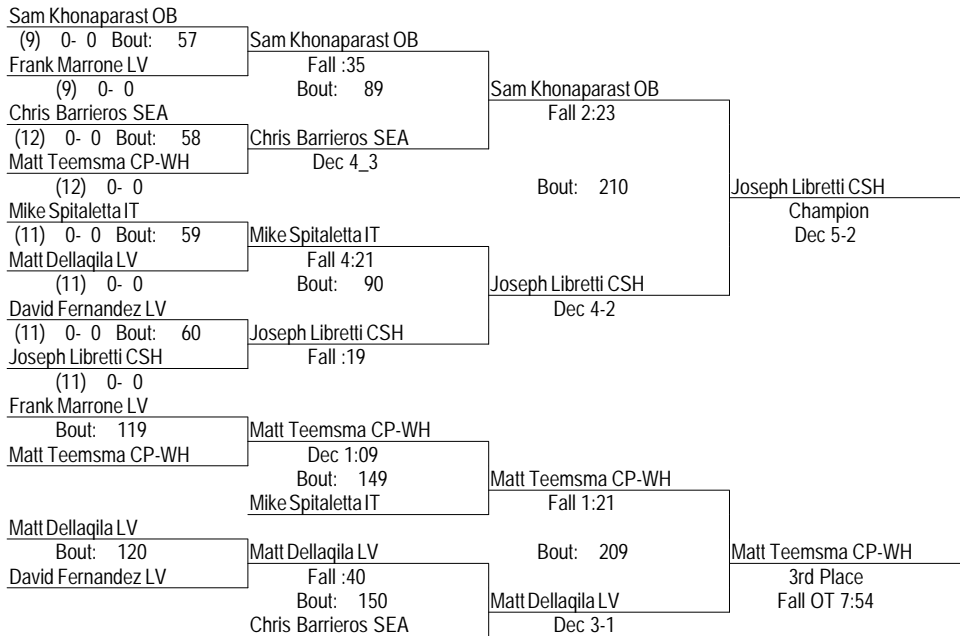 Sam Khonaparast OB
(9) 0- 0 Bout: 57 Sam Khonaparast OB
Frank Marrone LV Fall :35
(9) 0- 0 Bout: 89 Sam Khonaparast OB
Chris Barrieros SEA Fall 2:23
(12) 0- 0 Bout: 58 Chris Barrieros SEA
Matt Teemsma CP-WH Dec 4_3
(12) 0- 0 Bout: 210 Joseph Libretti CSH
Mike Spitaletta IT Champion
(11) 0- 0 Bout: 59 Mike Spitaletta IT Dec 5-2
Matt Dellaqila LV Fall 4:21
(11) 0- 0 Bout: 90 Joseph Libretti CSH
David Fernandez LV Dec 4-2
(11) 0- 0 Bout: 60 Joseph Libretti CSH
Joseph Libretti CSH Fall :19
(11) 0- 0
Frank Marrone LV
Bout: 119 Matt Teemsma CP-WH
Matt Teemsma CP-WH Dec 1:09
Bout: 149 Matt Teemsma CP-WH
Mike Spitaletta IT Fall 1:21
Matt Dellaqila LV
Bout: 120 Matt Dellaqila LV Bout: 209 Matt Teemsma CP-WH
David Fernandez LV Fall :40 3rd Place
Bout: 150 Matt Dellaqila LV Fall OT 7:54
Chris Barrieros SEA Dec 3-1